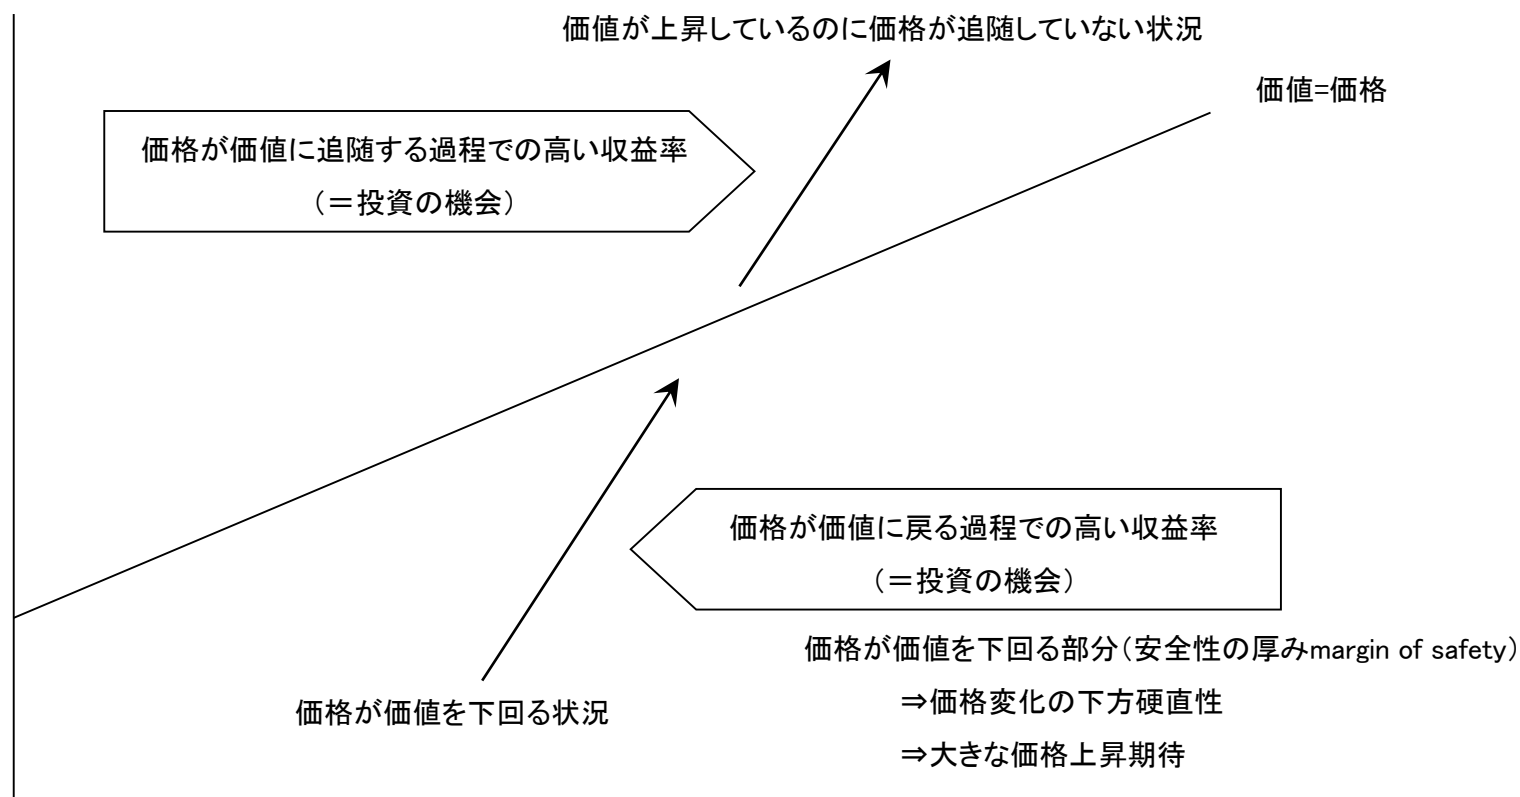 価値が上昇しているのに価格が追随していない状況
価値=価格
価格が価値に追随する過程での高い収益率
(=投資の機会)
価格が価値に戻る過程での高い収益率
(=投資の機会)
価格が価値を下回る部分(安全性の厚みmargin of safety)
⇒価格変化の下方硬直性
⇒大きな価格上昇期待
価格が価値を下回る状況